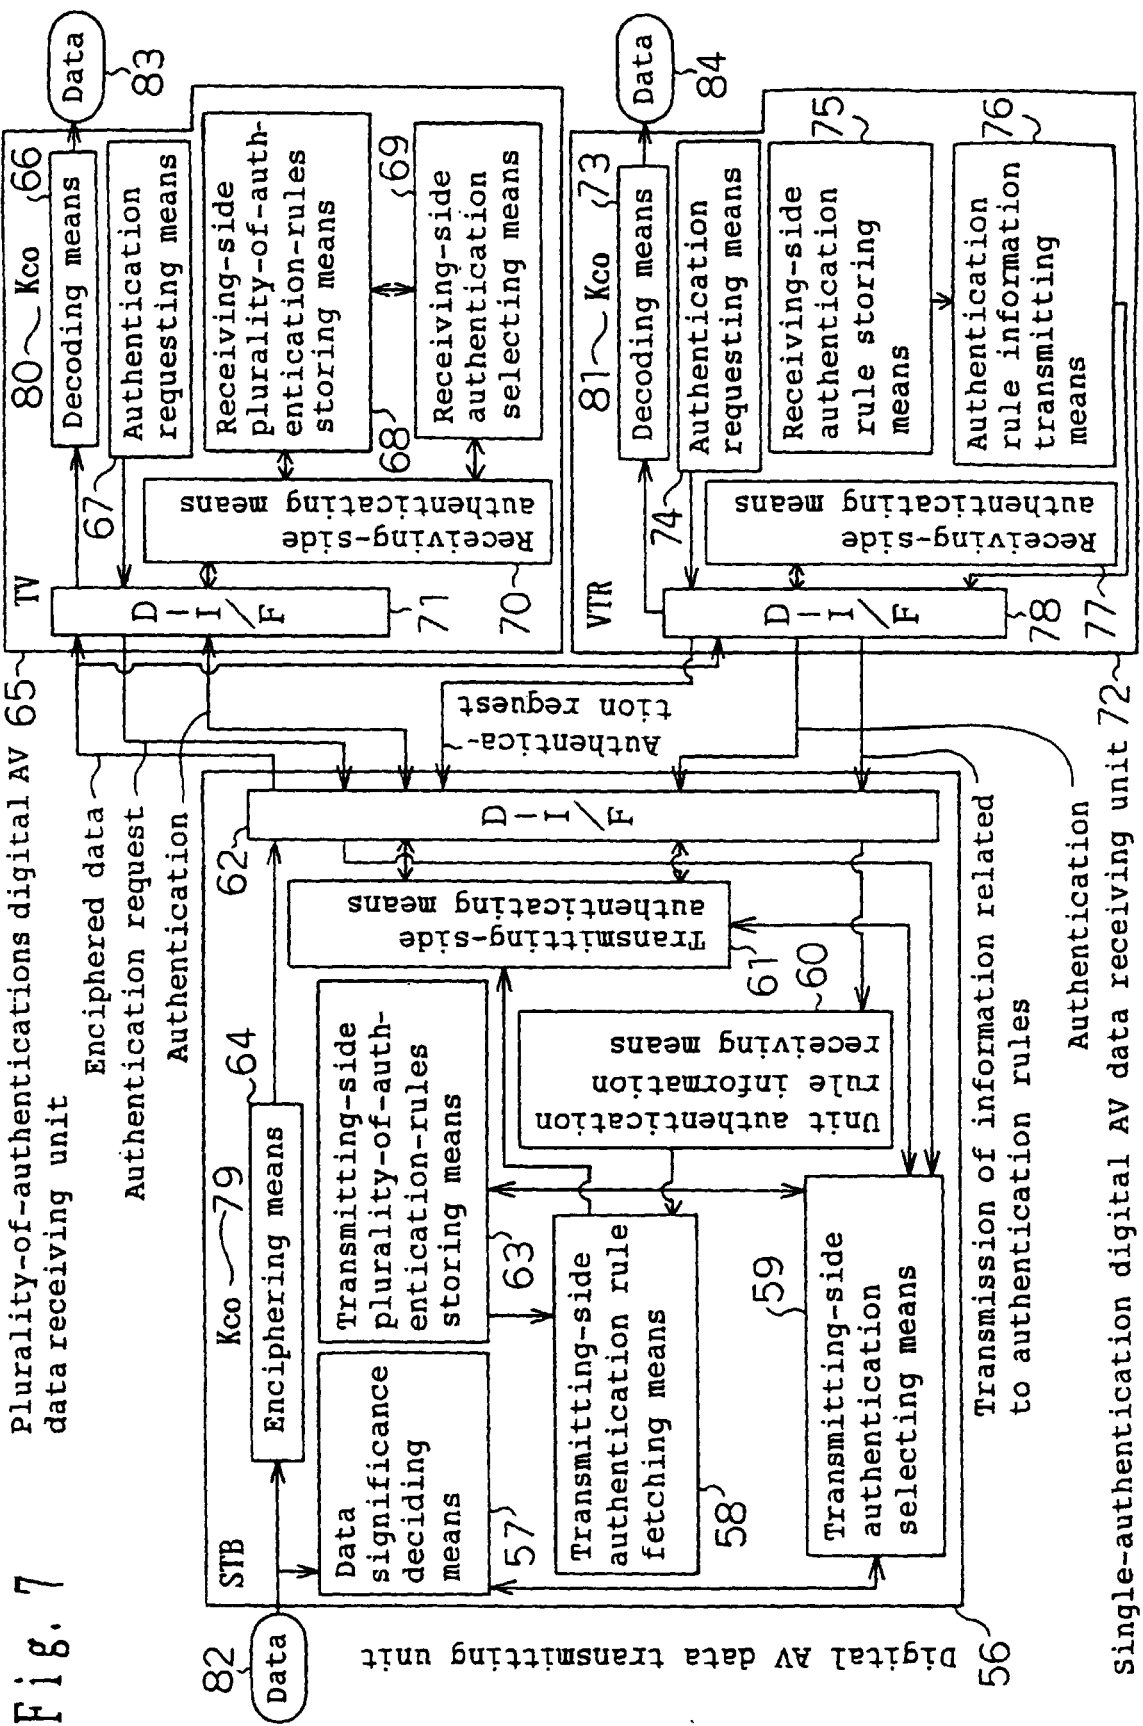 Fig. 7
Plurality-of-authentications digital AV
data receiving unit
65
Enciphered data
Authentication request
Authentication
STB
82
Data
Kco
79
Enciphering means
64
62
D-I/F
Data
significance
deciding
means
57
Transmitting-side
plurality-of-auth-
entication-rules
storing means
63
Transmitting-side
authenticating means
61
Transmitting-side
authentication rule
fetching means
58
Unit authentication
rule information
receiving means
60
Transmitting-side
authentication
selecting means
59
Digital AV data transmitting unit
56
Authentica-
tion request
Transmission of information related
to authentication rules
Authentication
Single-authentication digital AV data receiving unit
72
TV
80
Kco
66
Decoding means
Data
83
67
Authentication
requesting means
D-I/F
71
Receiving-side
authenticating means
70
Receiving-side
plurality-of-auth-
entication-rules
storing means
68
Receiving-side
authentication
selecting means
69
VTR
81
Kco
73
Decoding means
Data
84
74
Authentication
requesting means
D-I/F
78
Receiving-side
authenticating means
77
Receiving-side
authentication
rule storing
means
75
Authentication
rule information
transmitting
means
76